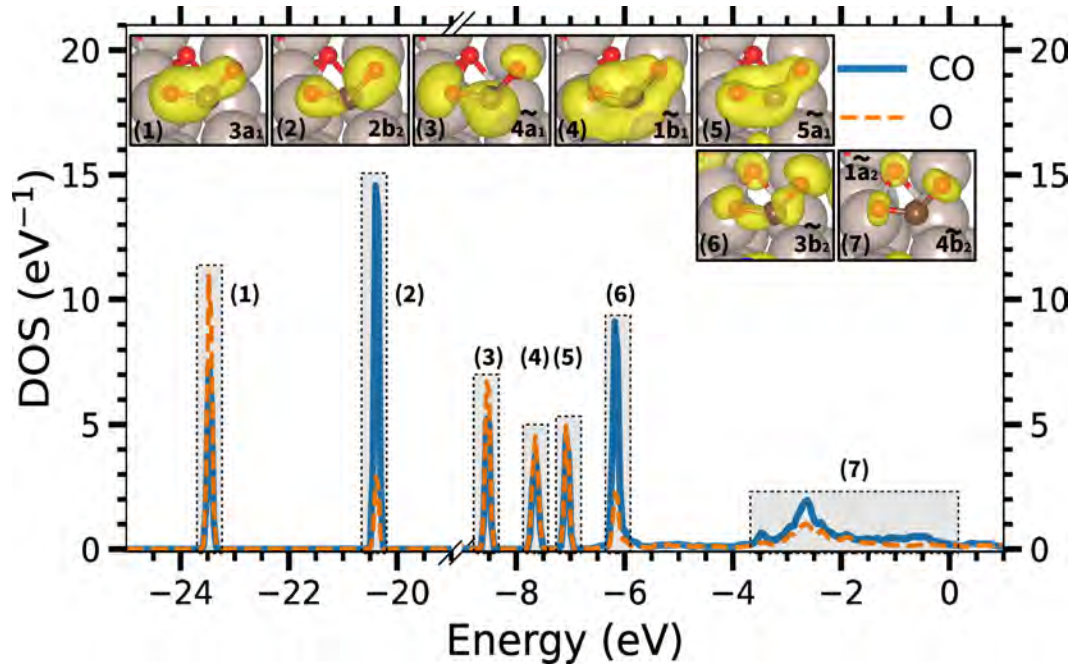 (1) 3a₁
(2) 2b₂
(3) 4ã₁
(4) 1b̃₁
(5) 5ã₁
CO
O
(6) 3b̃₂
1ã₂
(7) 4b̃₂
20
15
10
5
0
20
15
10
5
0
DOS (eV⁻¹)
(1)
(2)
(3)
(4)
(5)
(6)
(7)
−24
−22
−20
−8
−6
−4
−2
0
Energy (eV)